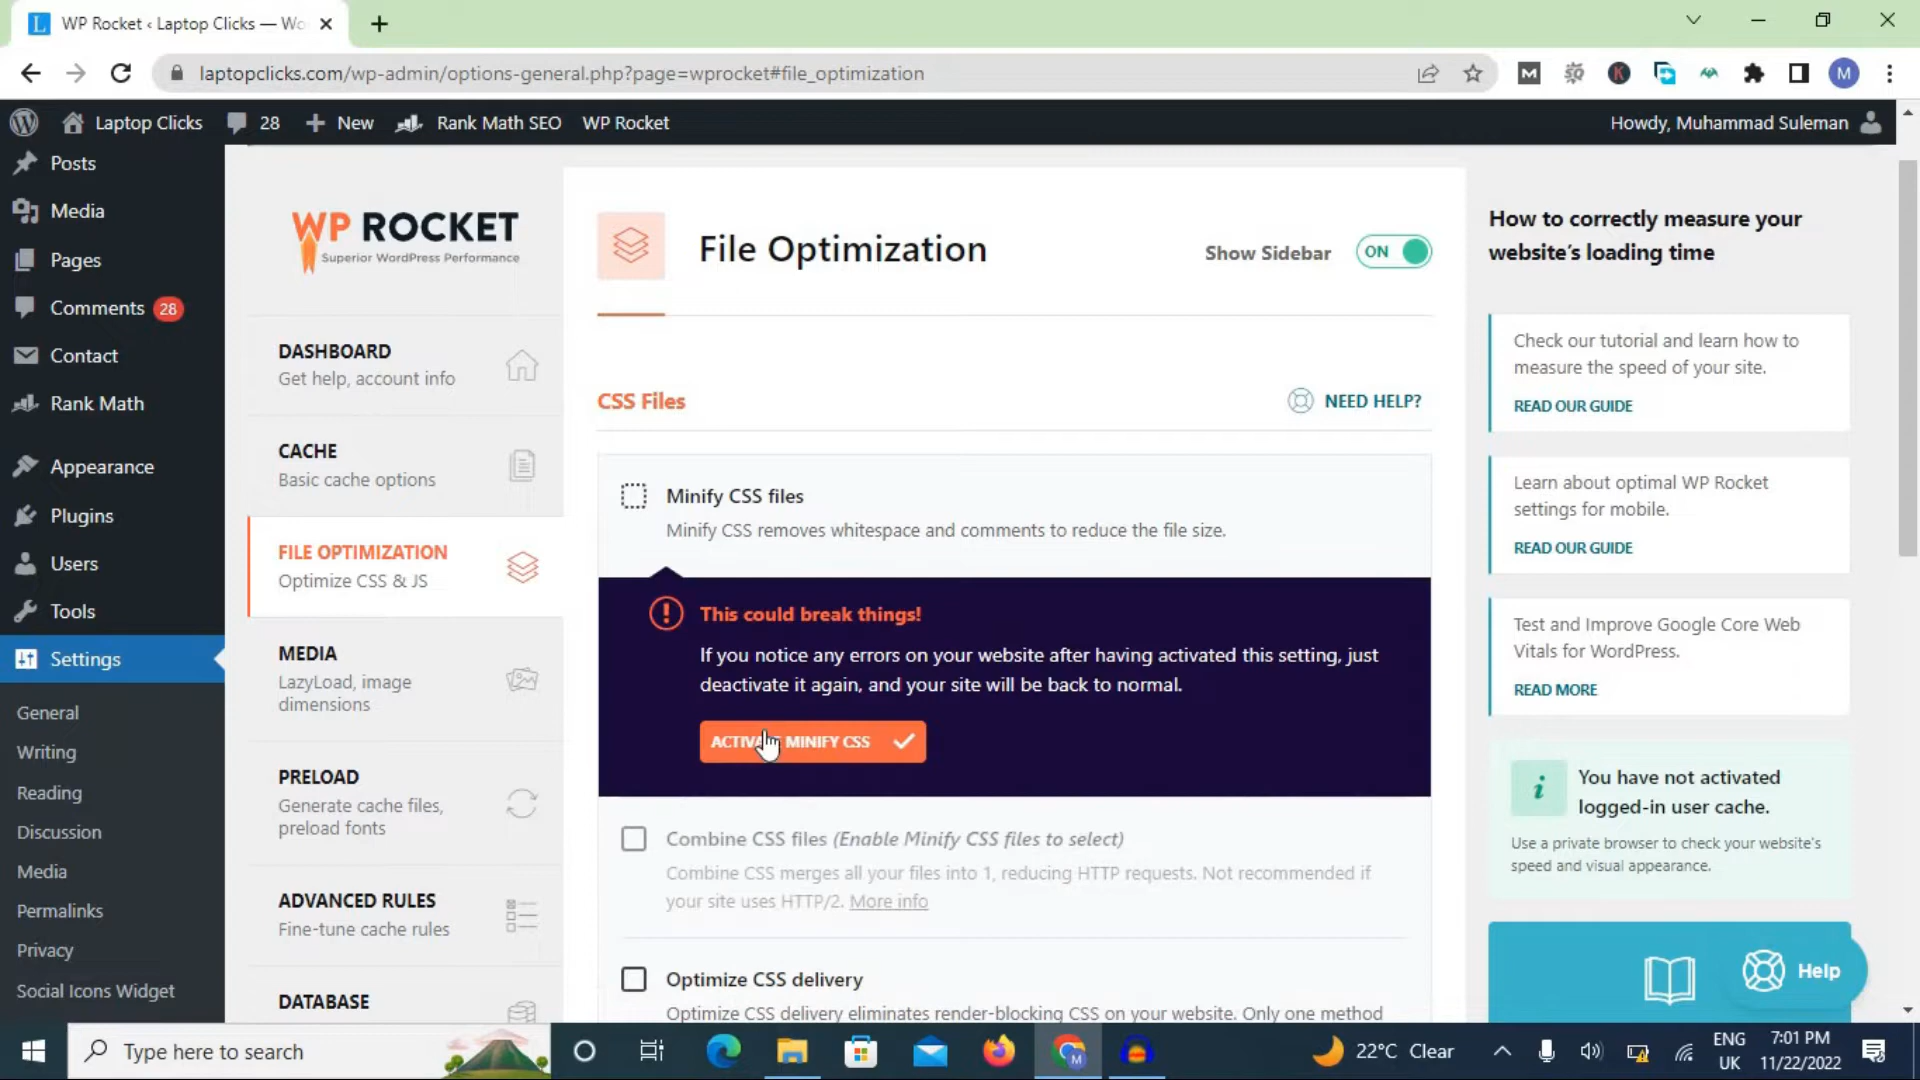 WP Rocket ‹ Laptop Clicks — Wo
laptopclicks.com/wp-admin/options-general.php?page=wprocket#file_optimization
Laptop Clicks
28
New
Rank Math SEO
WP Rocket
Howdy, Muhammad Suleman
Posts
Media
Pages
Comments 28
Contact
Rank Math
Appearance
Plugins
Users
Tools
Settings
General
Writing
Reading
Discussion
Media
Permalinks
Privacy
Social Icons Widget
WP ROCKET
Superior WordPress Performance
DASHBOARD
Get help, account info
CACHE
Basic cache options
FILE OPTIMIZATION
Optimize CSS & JS
MEDIA
LazyLoad, image
dimensions
PRELOAD
Generate cache files,
preload fonts
ADVANCED RULES
Fine-tune cache rules
DATABASE
File Optimization
Show Sidebar
ON
CSS Files
NEED HELP?
Minify CSS files
Minify CSS removes whitespace and comments to reduce the file size.
This could break things!
If you notice any errors on your website after having activated this setting, just
deactivate it again, and your site will be back to normal.
ACTIVATE MINIFY CSS
Combine CSS files (Enable Minify CSS files to select)
Combine CSS merges all your files into 1, reducing HTTP requests. Not recommended if
your site uses HTTP/2. More info
Optimize CSS delivery
Optimize CSS delivery eliminates render-blocking CSS on your website. Only one method
How to correctly measure your
website's loading time
Check our tutorial and learn how to
measure the speed of your site.
READ OUR GUIDE
Learn about optimal WP Rocket
settings for mobile.
READ OUR GUIDE
Test and Improve Google Core Web
Vitals for WordPress.
READ MORE
You have not activated
logged-in user cache.
Use a private browser to check your website's
speed and visual appearance.
Help
Type here to search
22°C Clear
ENG
UK
7:01 PM
11/22/2022